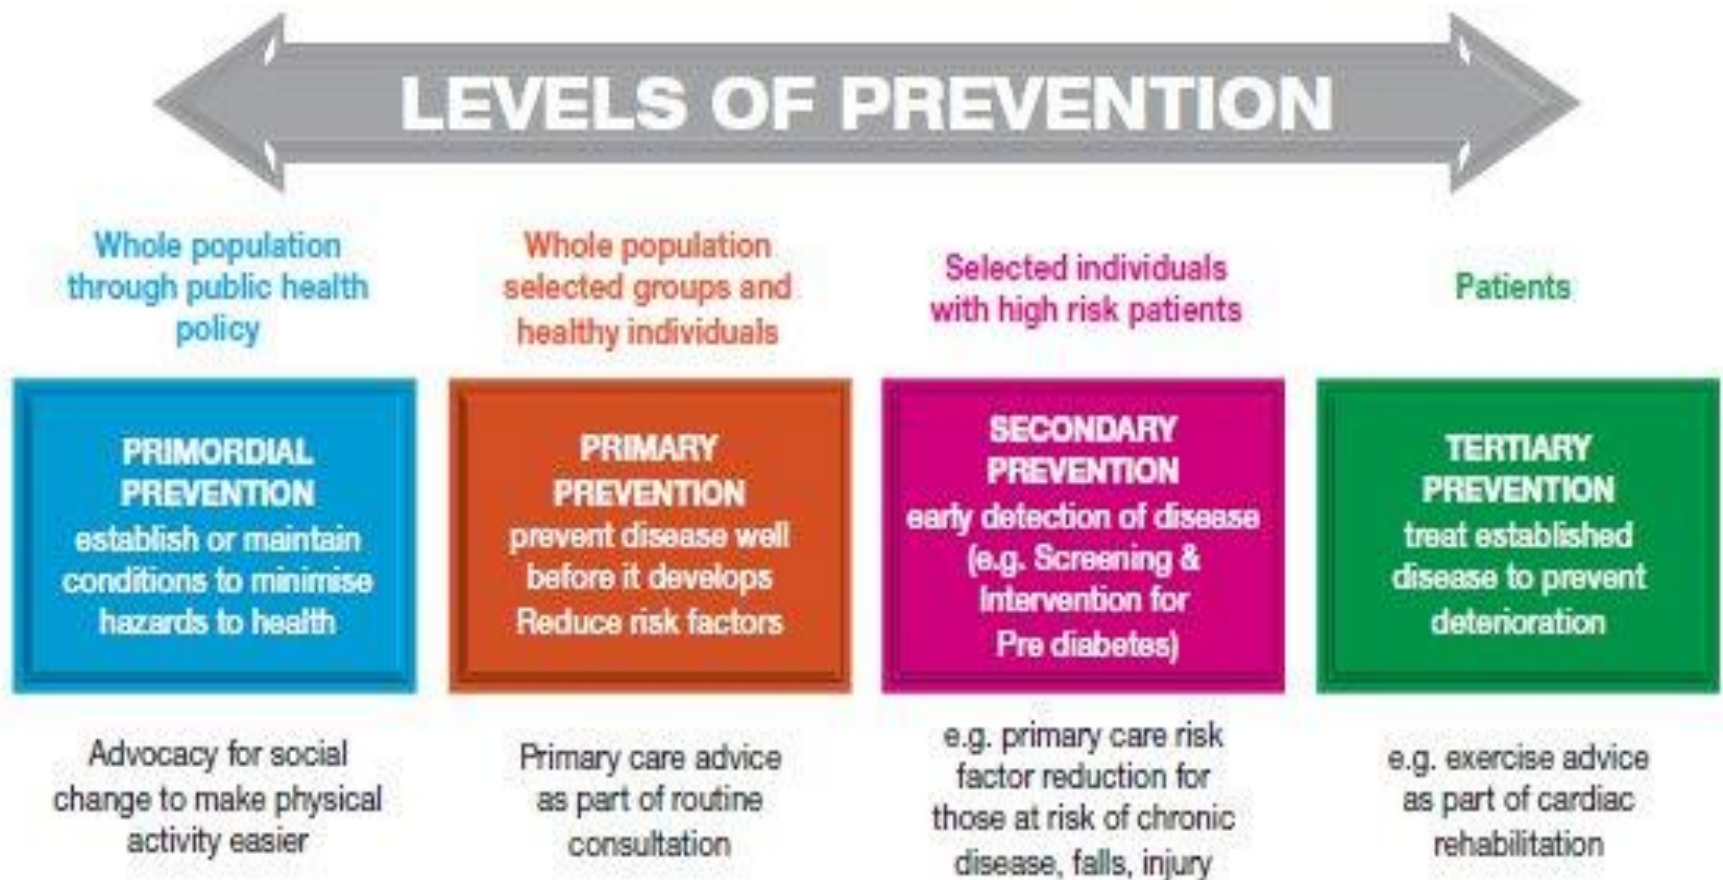 LEVELS OF PREVENTION
Whole population
through public health
policy
PRIMORDIAL
PREVENTION
establish or maintain
conditions to minimise
hazards to health
Advocacy for social
change to make physical
activity easier
Whole population
selected groups and
healthy individuals
PRIMARY
PREVENTION
prevent disease well
before it develops
Reduce risk factors
Primary care advice
as part of routine
consultation
Selected individuals
with high risk patients
SECONDARY
PREVENTION
early detection of disease
(e.g. Screening &
Intervention for
Pre diabetes)
e.g. primary care risk
factor reduction for
those at risk of chronic
disease, falls, injury
Patients
TERTIARY
PREVENTION
treat established
disease to prevent
deterioration
e.g. exercise advice
as part of cardiac
rehabilitation